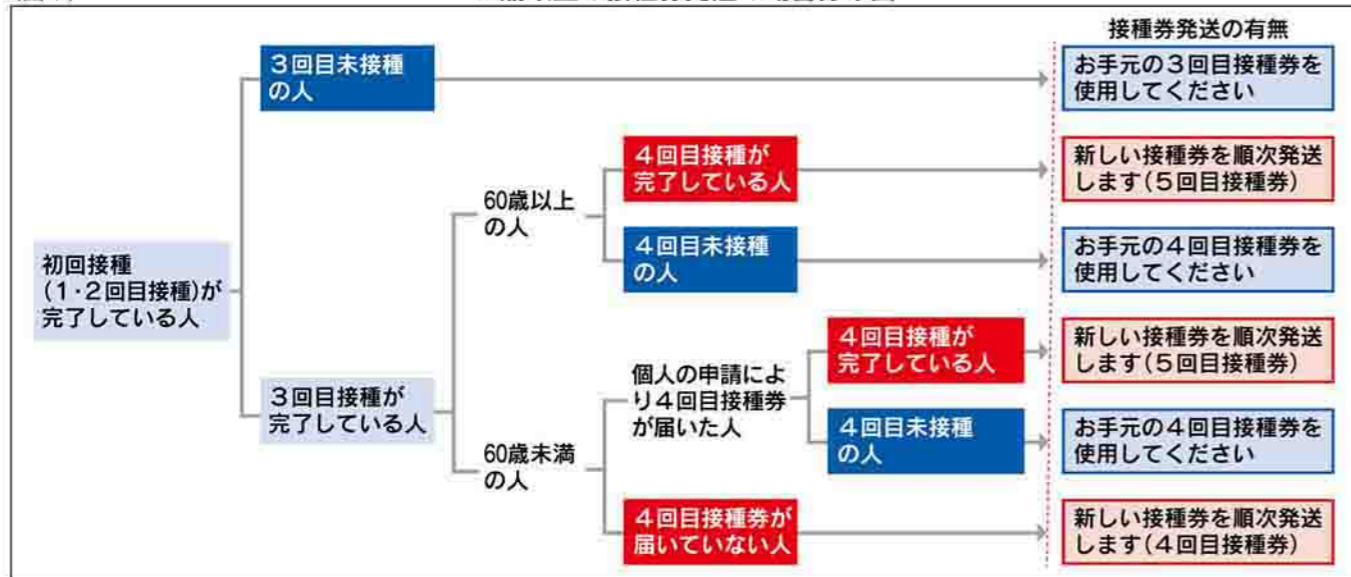 接種券発送の有無
3回目未接種
の人
お手元の3回目接種券を
使用してください
4回目接種が
完了している人
新しい接種券を順次発送
します(5回目接種券)
60歳以上
の人
4回目未接種
の人
お手元の4回目接種券を
使用してください
初回接種
(1・2回目接種)が
完了している人
4回目接種が
完了している人
新しい接種券を順次発送
します(5回目接種券)
個人の申請によ
り4回目接種券
が届いた人
3回目接種が
完了している人
4回目未接種
の人
お手元の4回目接種券を
使用してください
60歳未満
の人
4回目接種券が
届いていない人
新しい接種券を順次発送
します(4回目接種券)